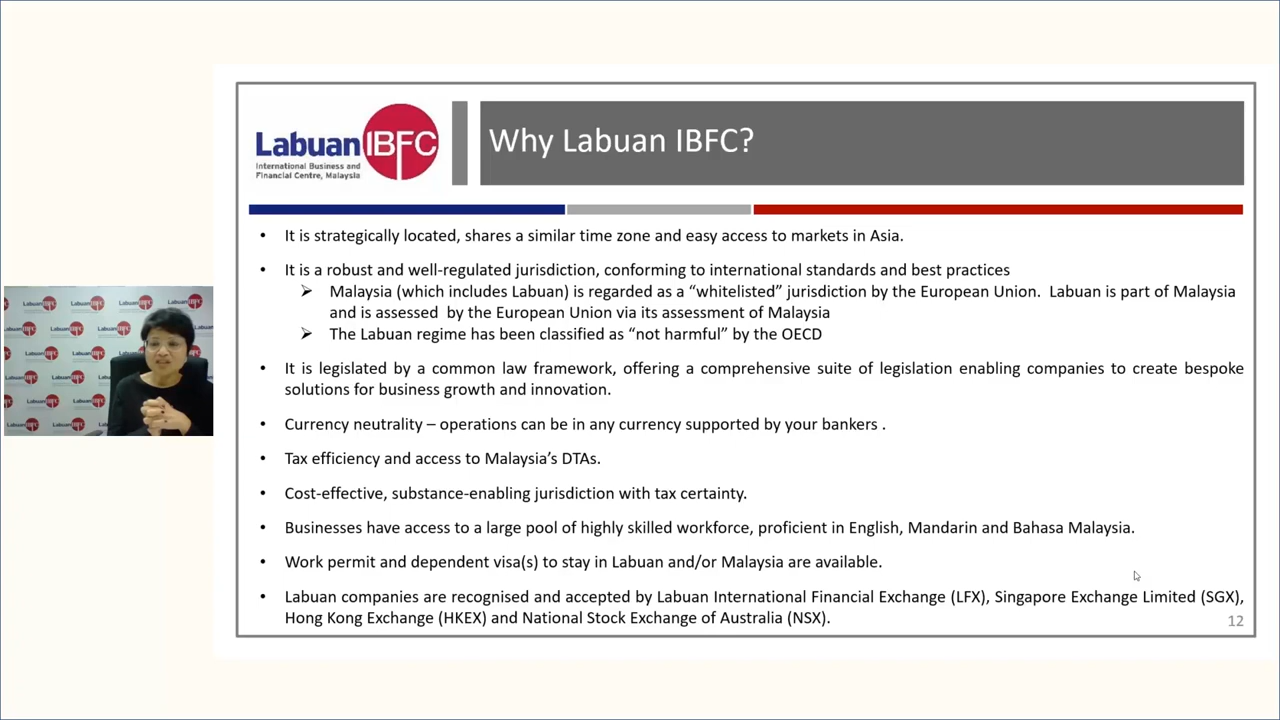 Labuan IBFC
International Business and
Financial Centre, Malaysia
Why Labuan IBFC?
• It is strategically located, shares a similar time zone and easy access to markets in Asia.
• It is a robust and well-regulated jurisdiction, conforming to international standards and best practices
➢ Malaysia (which includes Labuan) is regarded as a “whitelisted” jurisdiction by the European Union. Labuan is part of Malaysia
and is assessed by the European Union via its assessment of Malaysia
➢ The Labuan regime has been classified as “not harmful” by the OECD
• It is legislated by a common law framework, offering a comprehensive suite of legislation enabling companies to create bespoke
solutions for business growth and innovation.
• Currency neutrality – operations can be in any currency supported by your bankers .
• Tax efficiency and access to Malaysia’s DTAs.
• Cost-effective, substance-enabling jurisdiction with tax certainty.
• Businesses have access to a large pool of highly skilled workforce, proficient in English, Mandarin and Bahasa Malaysia.
• Work permit and dependent visa(s) to stay in Labuan and/or Malaysia are available.
• Labuan companies are recognised and accepted by Labuan International Financial Exchange (LFX), Singapore Exchange Limited (SGX),
Hong Kong Exchange (HKEX) and National Stock Exchange of Australia (NSX).
12